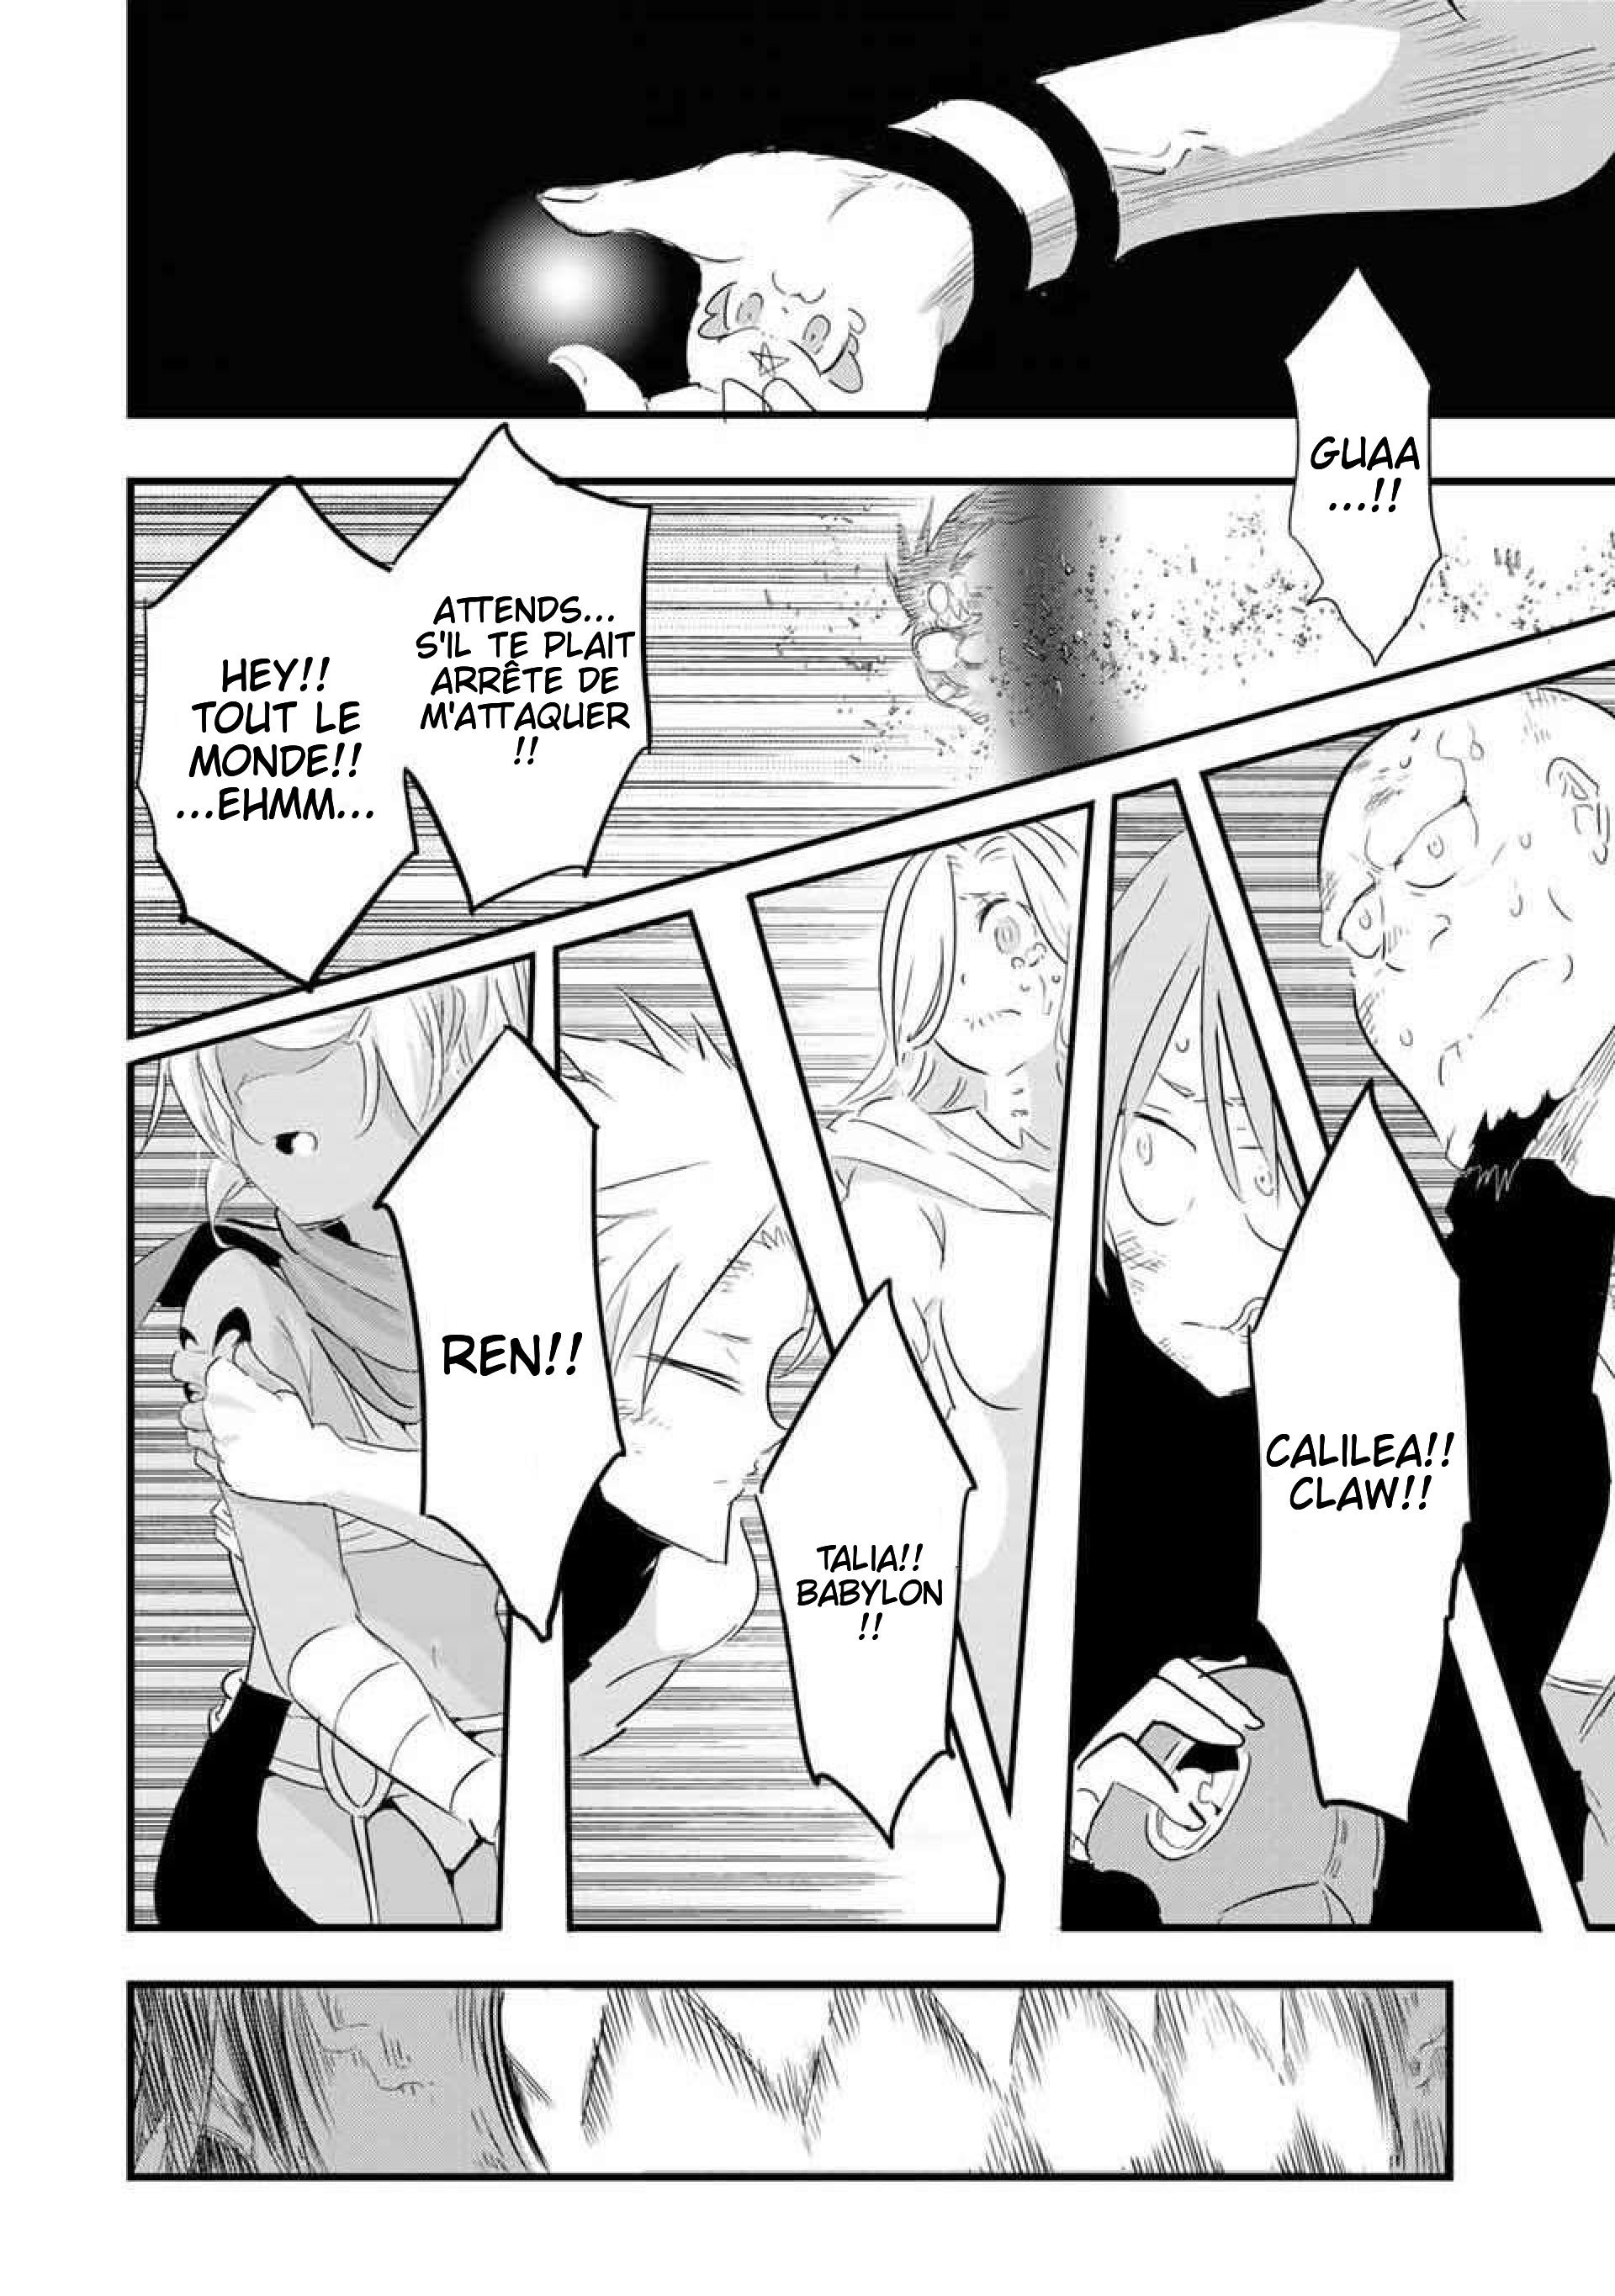 GUAA
...!!
ATTENDS...
S'IL TE PLAIT
ARRÊTE DE
M'ATTAQUER
!!
HEY!!
TOUT LE
MONDE!!
...EHMM...
CALILEA!!
CLAW!!
TALIA!!
BABYLON
!!
REN!!